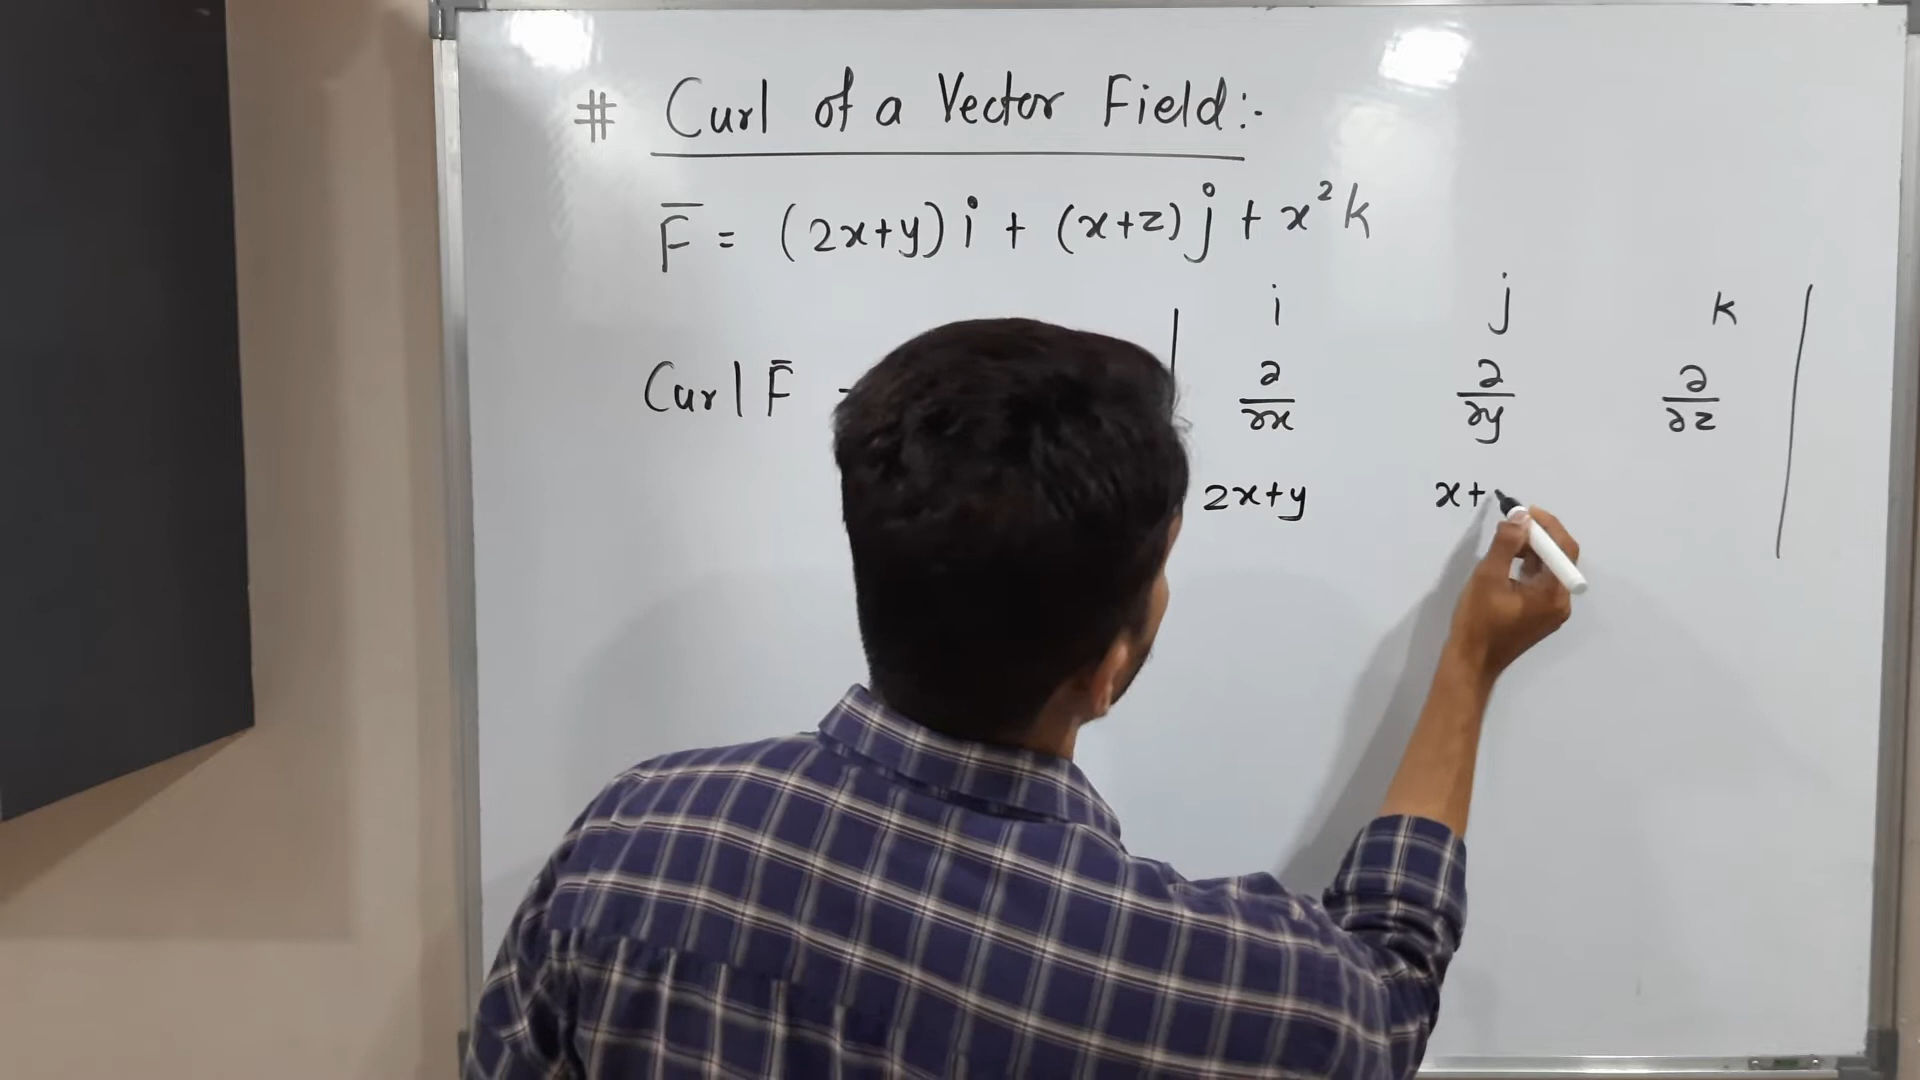 # Curl of a Vector Field:-
F̅ = (2x+y) i + (x+z) j + x² k
i j k
Curl F̅ | ∂/∂x ∂/∂y ∂/∂z |
2x+y x+